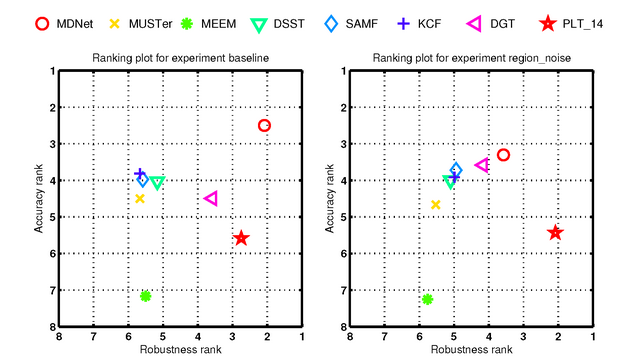 MDNet MUSTer MEEM DSST SAMF KCF DGT PLT_14
Ranking plot for experiment baseline
1
2
3
4
5
6
7
8
Accuracy rank
8 7 6 5 4 3 2 1
Robustness rank
Ranking plot for experiment region_noise
1
2
3
4
5
6
7
8
Accuracy rank
8 7 6 5 4 3 2 1
Robustness rank